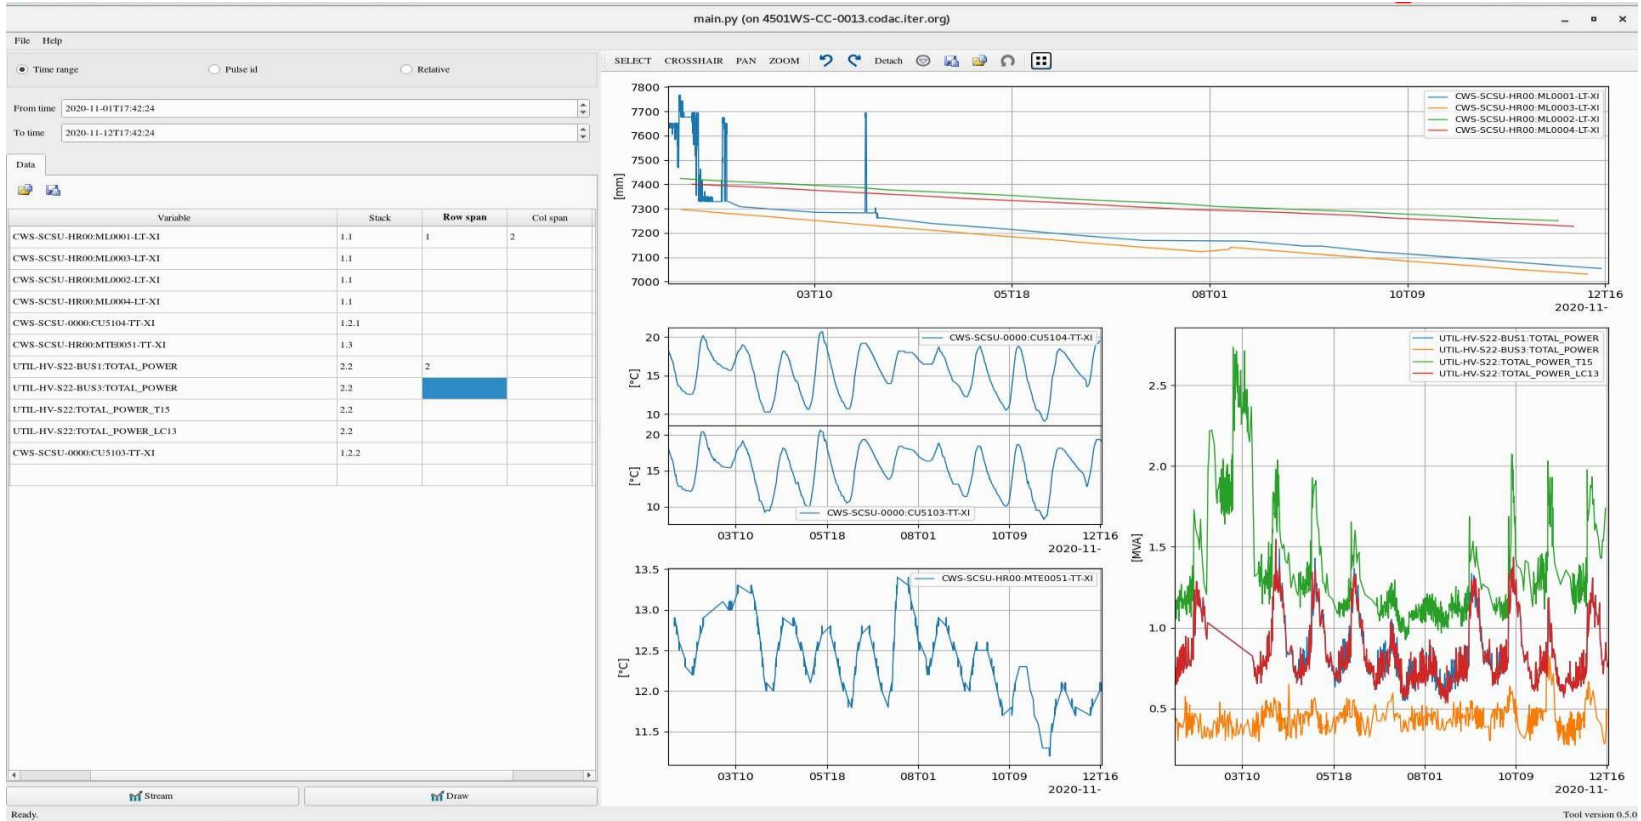 main.py (on 4501WS-CC-0013.codac.iter.org)
File Help
Time range Pulse id Relative
From time 2020-11-01T17:42:24
To time 2020-11-12T17:42:24
Data
Variable Stack Row span Col span
CWS-SCSU-HR00:ML0001-LT-XI 1.1 1 2
CWS-SCSU-HR00:ML0003-LT-XI 1.1
CWS-SCSU-HR00:ML0002-LT-XI 1.1
CWS-SCSU-HR00:ML0004-LT-XI 1.1
CWS-SCSU-0000:CU5104-TT-XI 1.2.1
CWS-SCSU-HR00:MTE0051-TT-XI 1.3
UTIL-HV-S22-BUS1:TOTAL_POWER 2.2 2
UTIL-HV-S22-BUS3:TOTAL_POWER 2.2
UTIL-HV-S22:TOTAL_POWER_T15 2.2
UTIL-HV-S22:TOTAL_POWER_LC13 2.2
CWS-SCSU-0000:CU5103-TT-XI 1.2.2
Stream Draw
Ready.
SELECT CROSSHAIR PAN ZOOM Detach
7800
7700
7600
7500
7400
7300
7200
7100
7000
[mm]
CWS-SCSU-HR00:ML0001-LT-XI
CWS-SCSU-HR00:ML0003-LT-XI
CWS-SCSU-HR00:ML0002-LT-XI
CWS-SCSU-HR00:ML0004-LT-XI
03T10 05T18 08T01 10T09 12T16
2020-11-
20
15
10
[°C]
CWS-SCSU-0000:CU5104-TT-XI
20
15
10
[°C]
CWS-SCSU-0000:CU5103-TT-XI
03T10 05T18 08T01 10T09 12T16
2020-11-
13.5
13.0
12.5
12.0
11.5
[°C]
CWS-SCSU-HR00:MTE0051-TT-XI
03T10 05T18 08T01 10T09 12T16
2020-11-
2.5
2.0
1.5
1.0
0.5
[MVA]
UTIL-HV-S22-BUS1:TOTAL_POWER
UTIL-HV-S22-BUS3:TOTAL_POWER
UTIL-HV-S22:TOTAL_POWER_T15
UTIL-HV-S22:TOTAL_POWER_LC13
03T10 05T18 08T01 10T09 12T16
2020-11-
Tool version 0.5.0